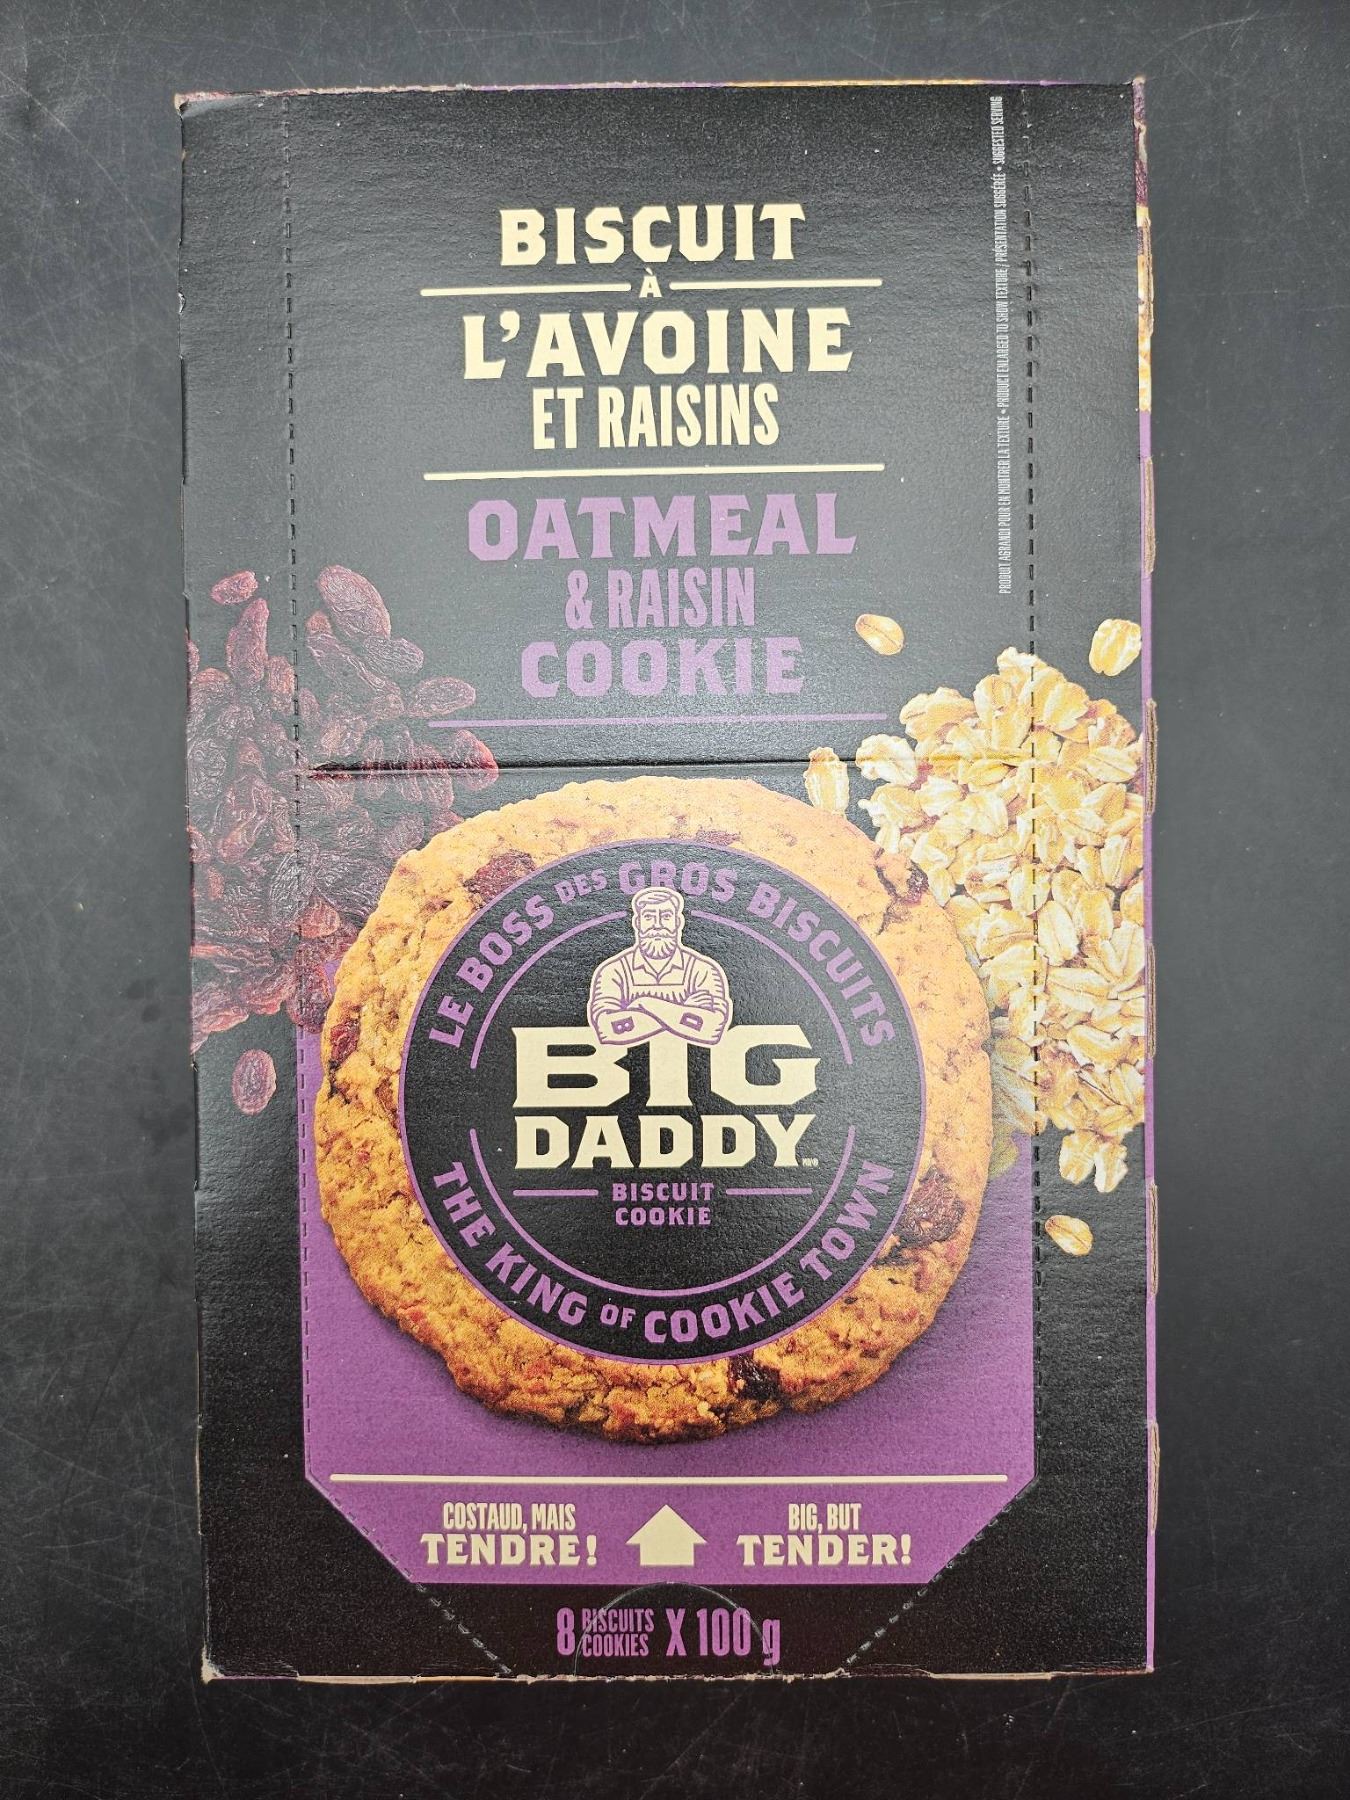 BISCUIT
À
L'AVOINE
ET RAISINS
OATMEAL
& RAISIN
COOKIE
PRODUIT AGRANDI POUR EN MONTRER LA TEXTURE • PRODUCT ENLARGED TO SHOW TEXTURE / PRÉSENTATION SUGGÉRÉE • SUGGESTED SERVING
LE BOSS DES GROS BISCUITS
B D
BIG
DADDY
BISCUIT
COOKIE
THE KING OF COOKIE TOWN
COSTAUD, MAIS
TENDRE!
BIG, BUT
TENDER!
8 BISCUITS COOKIES X 100 g